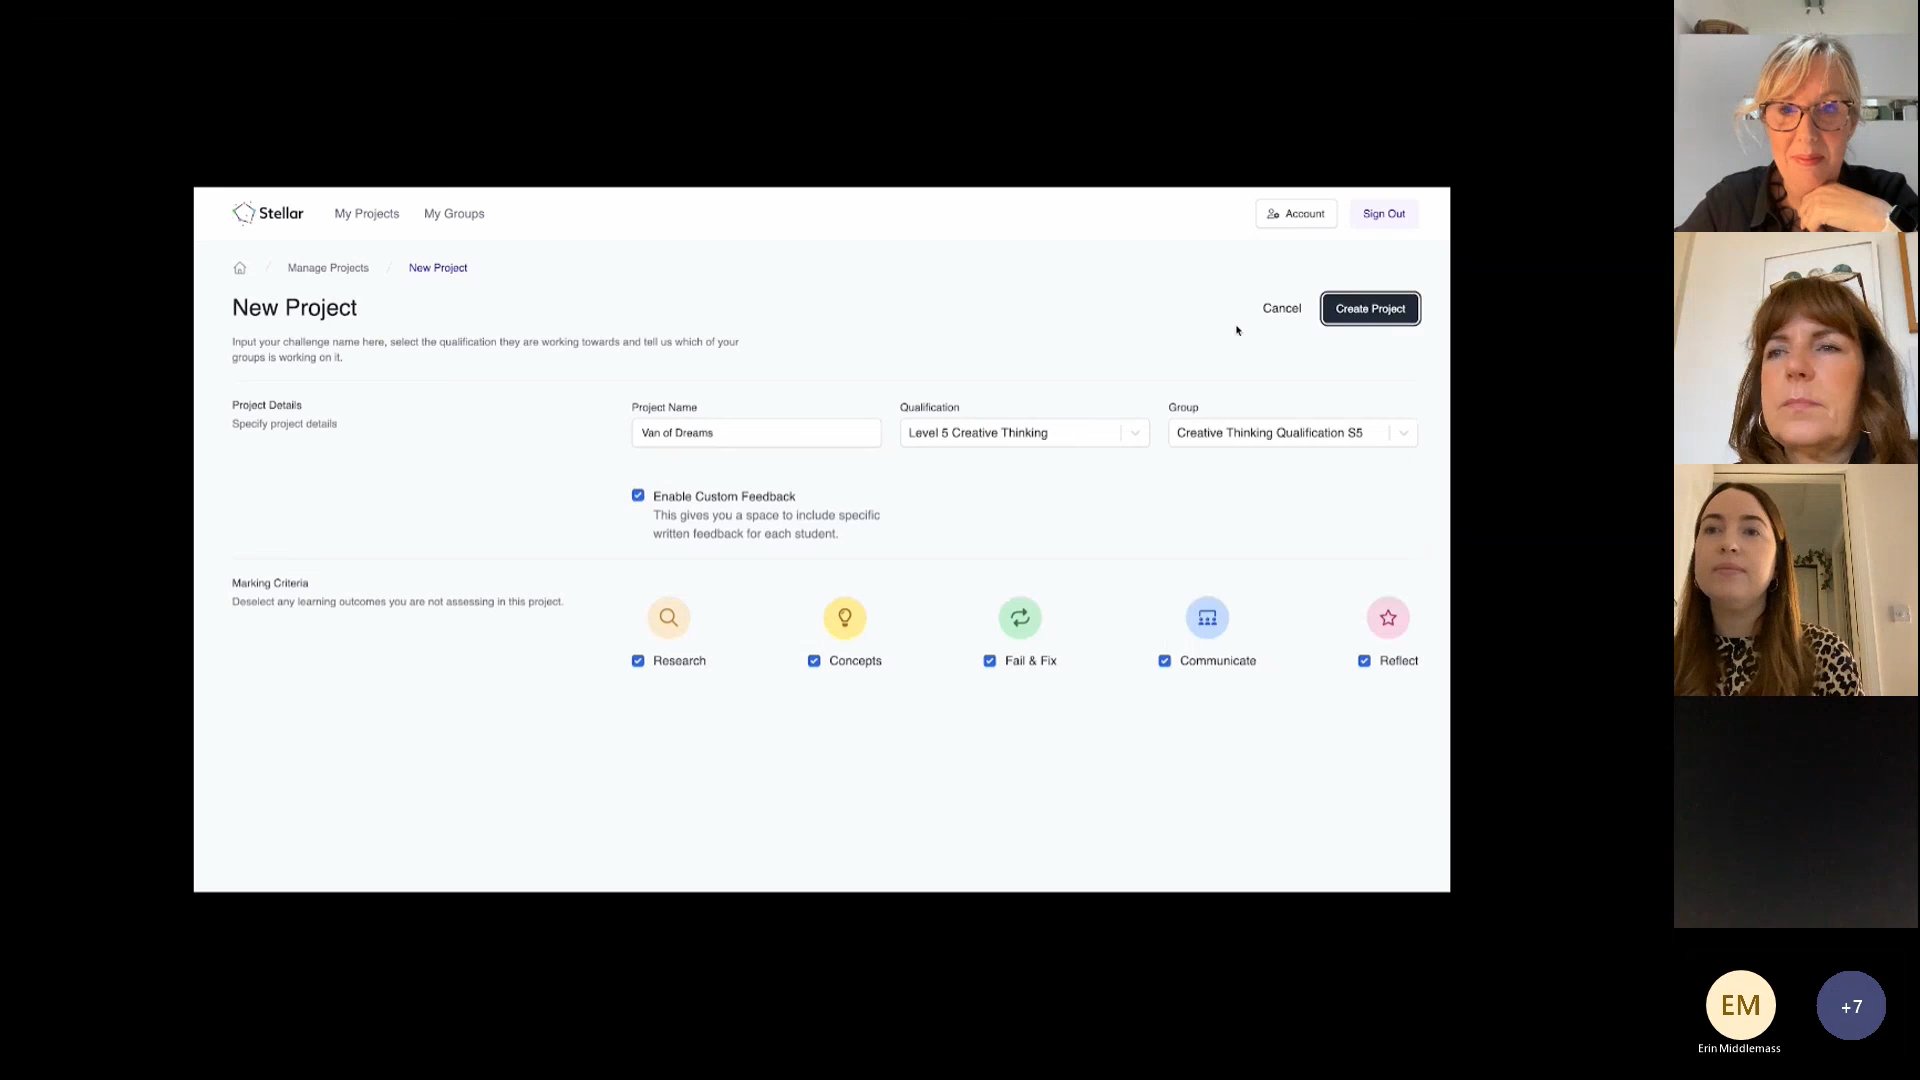 Stellar
My Projects
My Groups
Account
Sign Out
Manage Projects
/
New Project
New Project
Cancel
Create Project
Input your challenge name here, select the qualification they are working towards and tell us which of your
groups is working on it.
Project Details
Specify project details
Project Name
Qualification
Group
Van of Dreams
Level 5 Creative Thinking
Creative Thinking Qualification S5
Enable Custom Feedback
This gives you a space to include specific
written feedback for each student.
Marking Criteria
Deselect any learning outcomes you are not assessing in this project.
Research
Concepts
Fail & Fix
Communicate
Reflect
EM
+7
Erin Middlemass